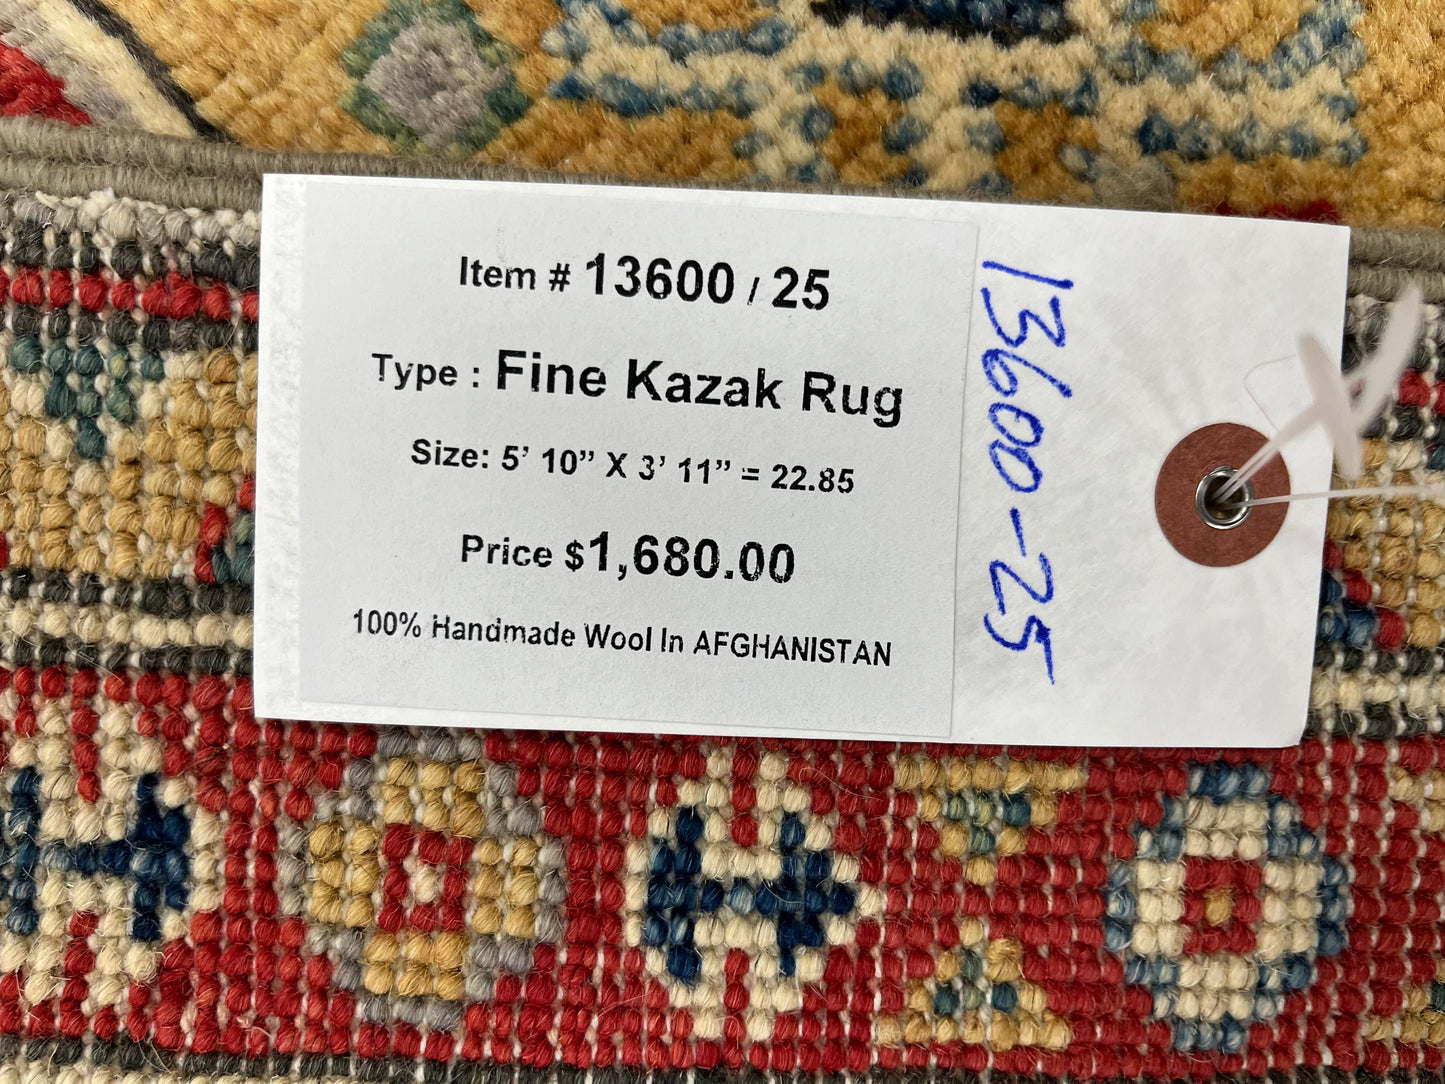 Item # 13600 / 25
Type : Fine Kazak Rug
Size: 5’ 10” X 3’ 11” = 22.85
Price $1,680.00
100% Handmade Wool In AFGHANISTAN
13600-25